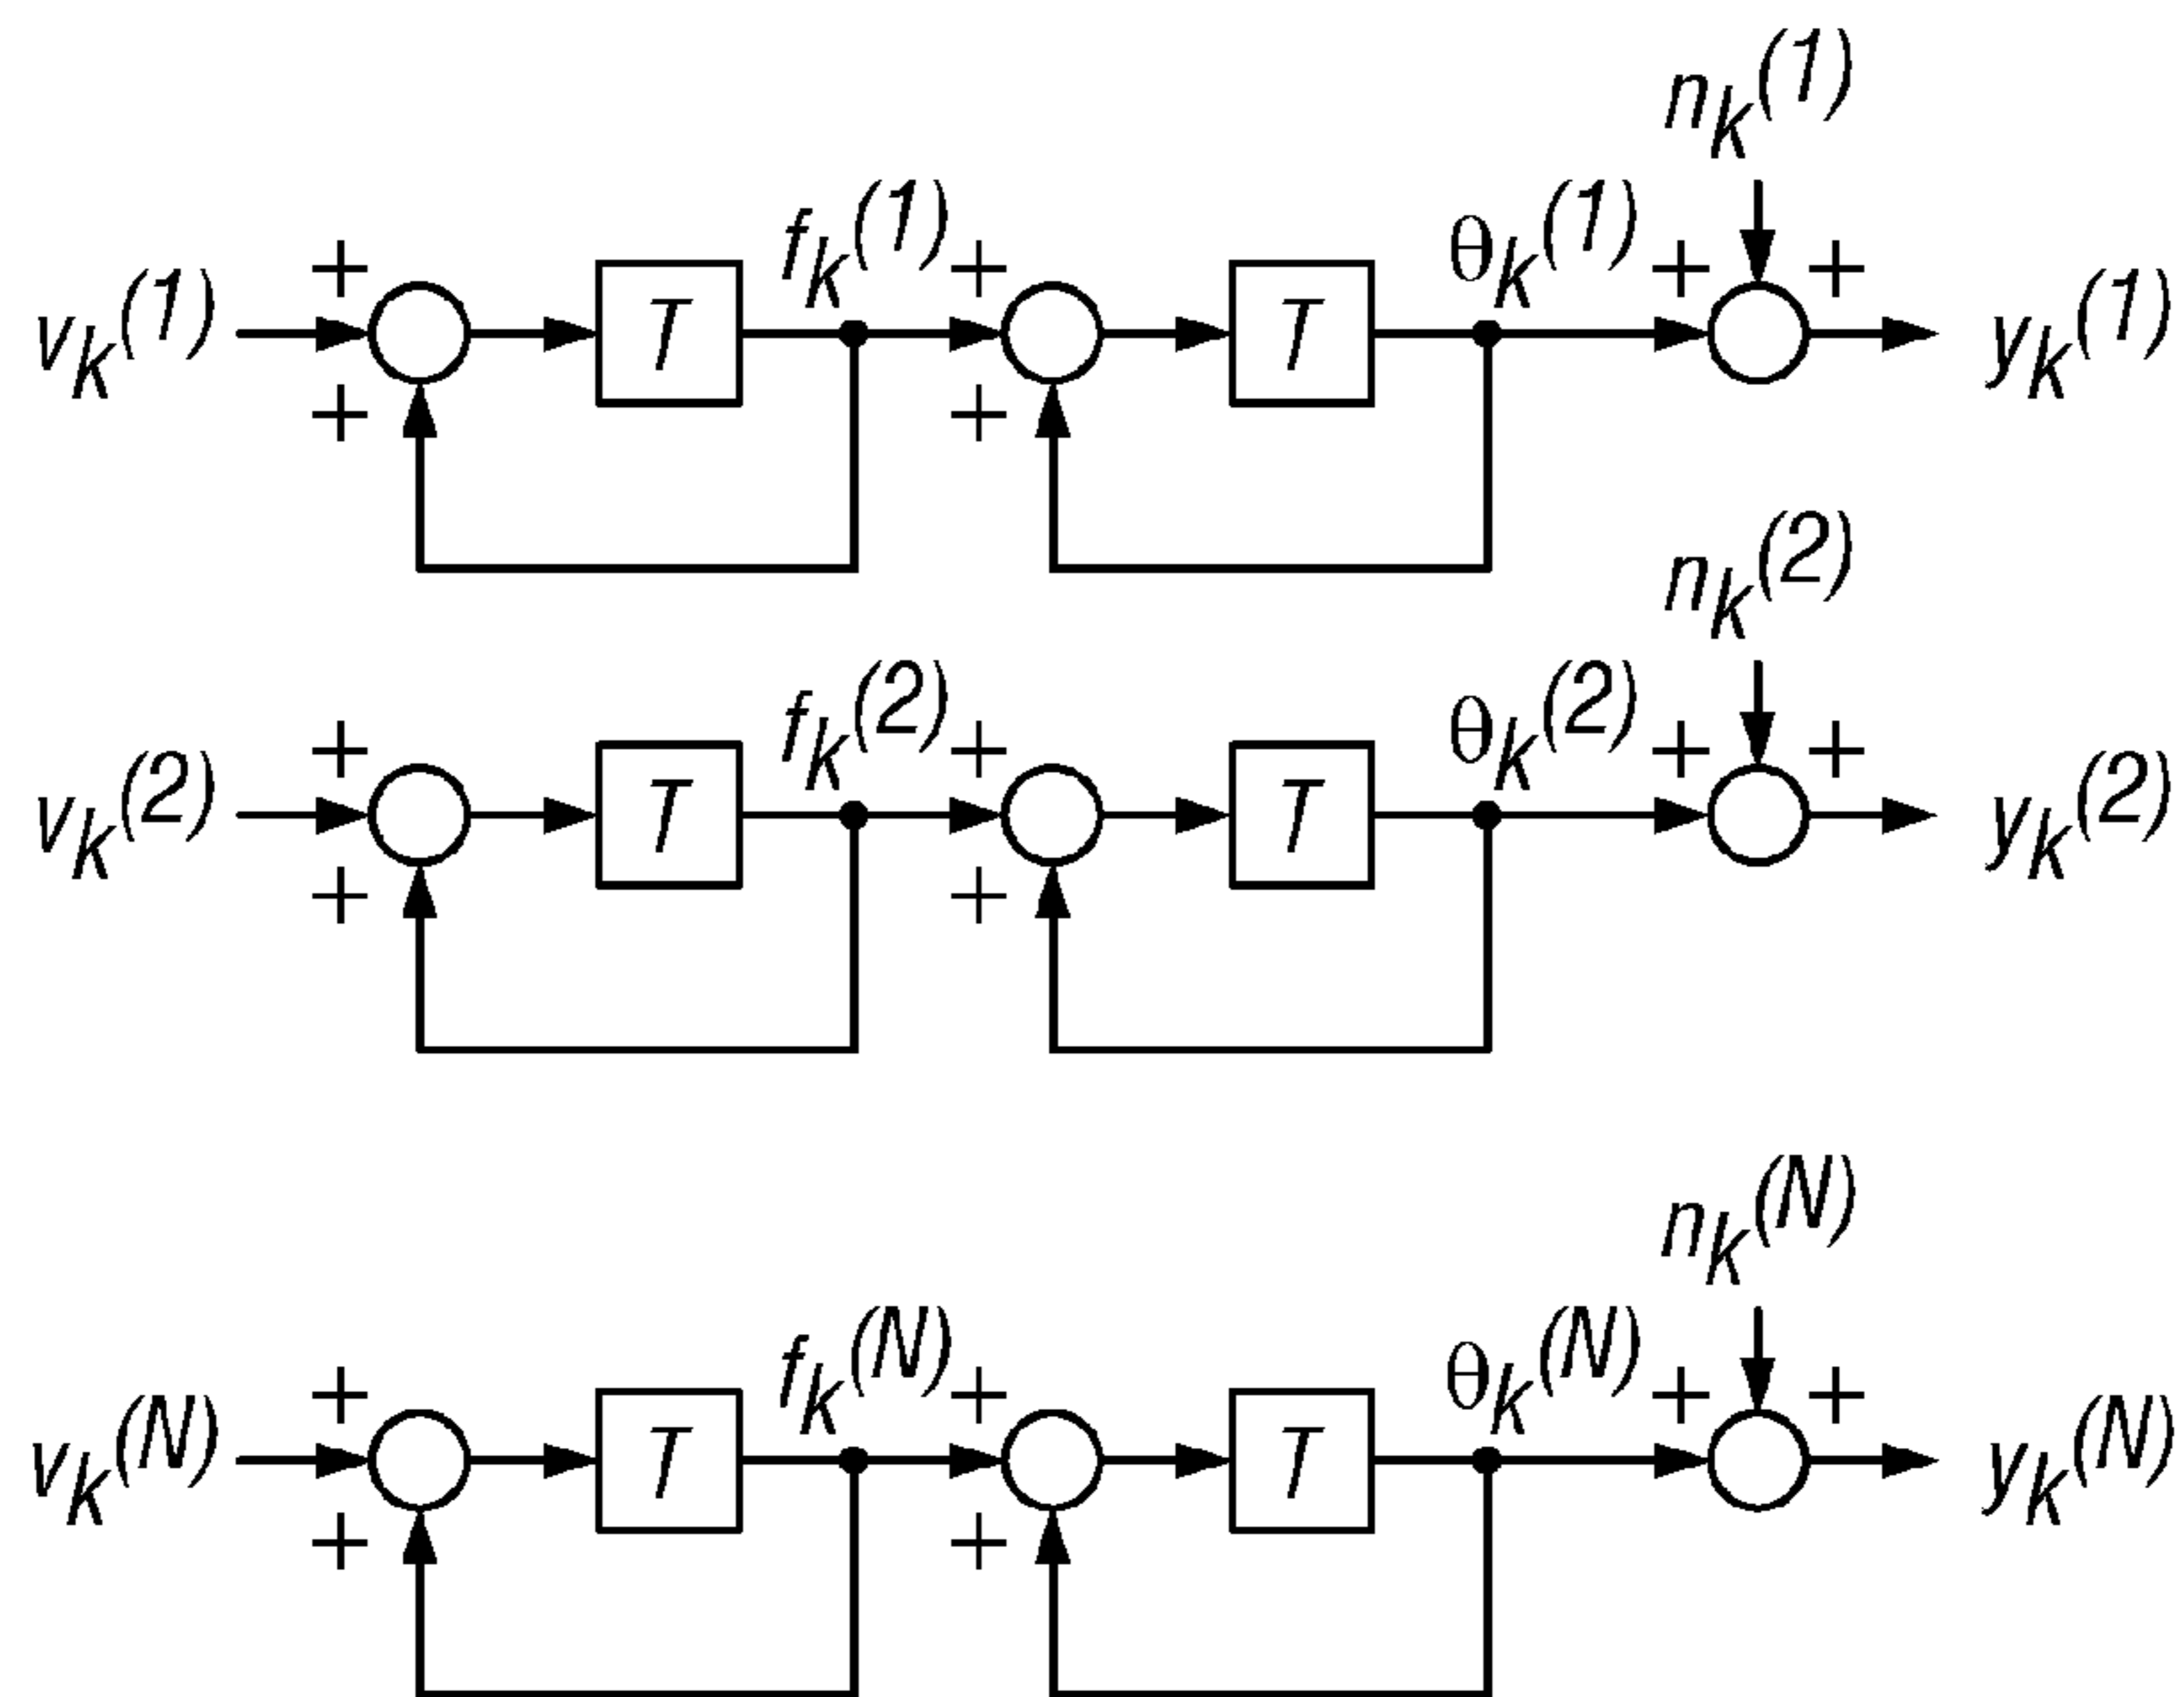 n_k^(1)
f_k^(1) θ_k^(1)
+ + + +
v_k^(1) T T y_k^(1)
+ +
n_k^(2)
f_k^(2) θ_k^(2)
+ + + +
v_k^(2) T T y_k^(2)
+ +
n_k^(N)
f_k^(N) θ_k^(N)
+ + + +
v_k^(N) T T y_k^(N)
+ +